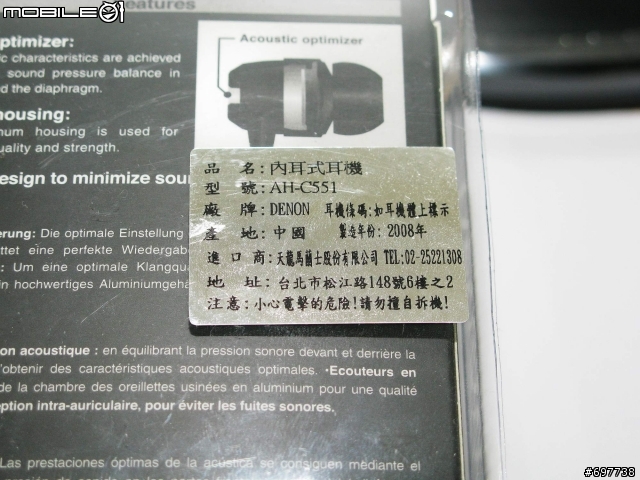 MOBILE01
eatures
Acoustic optimizer
ptimizer:
ic characteristics are achieved
sound pressure balance in
d the diaphragm.
housing:
num housing is used for
uality and strength.
esign to minimize sou
品 名:內耳式耳機
型 號:AH-C551
廠 牌:DENON 耳機條碼:如耳機體上標示
產 地:中國 製造年份:2008年
進 口 商:天龍馬蘭士股份有限公司 TEL:02-25221308
地 址:台北市松江路148號6樓之2
注 意:小心電擊的危險!請勿擅自拆機!
erung: Die optimale Einstellung
ttet eine perfekte Wiedergab
: Um eine optimale Klangqu
n hochwertiges Aluminiumgehä
on acoustique : en équilibrant la pression sonore devant et derrière la
'obtenir des caractéristiques acoustiques optimales. •Ecouteurs en
de la chambre des oreillettes usinées en aluminium pour une qualité
eption intra-auriculaire, pour éviter les fuites sonores.
Las prestaciones óptimas de la acústica se consiguen mediante el
#697738